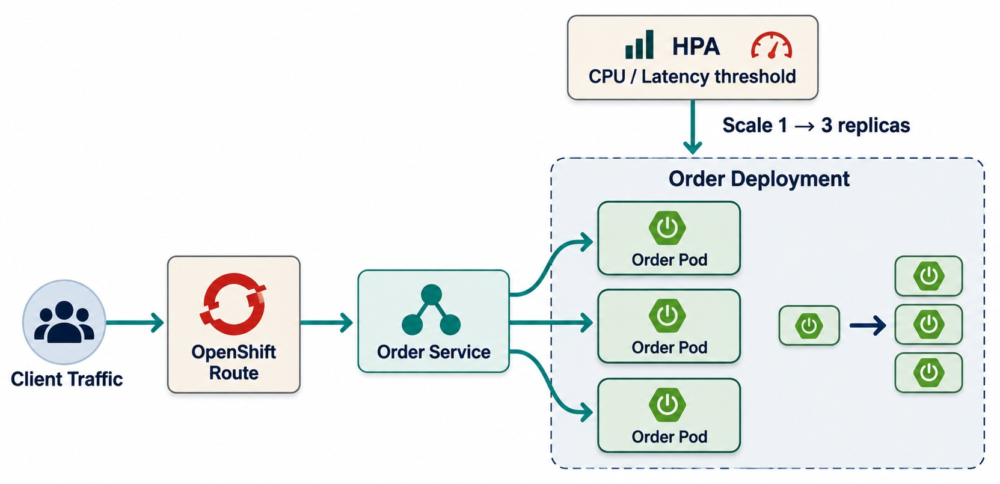 HPA
CPU / Latency threshold
Scale 1 → 3 replicas
Order Deployment
Order Pod
Order Pod
Order Pod
Client Traffic
OpenShift
Route
Order Service